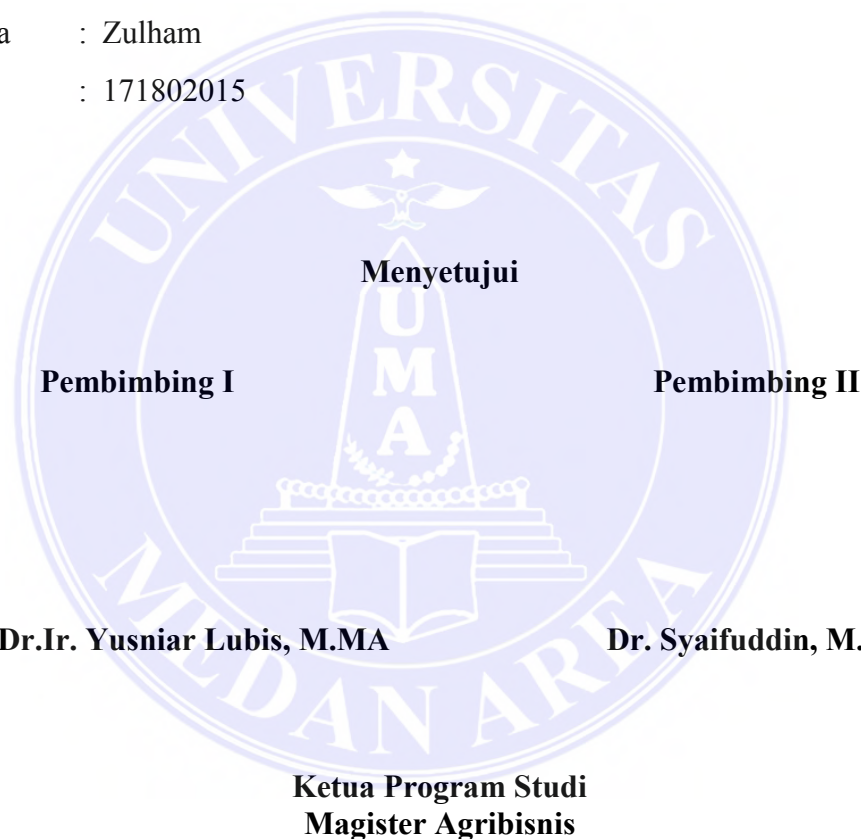 a : Zulham
: 171802015
UNIVERSITAS
Menyetujui
UMA
Pembimbing I Pembimbing II
MEDAN AREA
Dr.Ir. Yusniar Lubis, M.MA Dr. Syaifuddin, M.
Ketua Program Studi
Magister Agribisnis